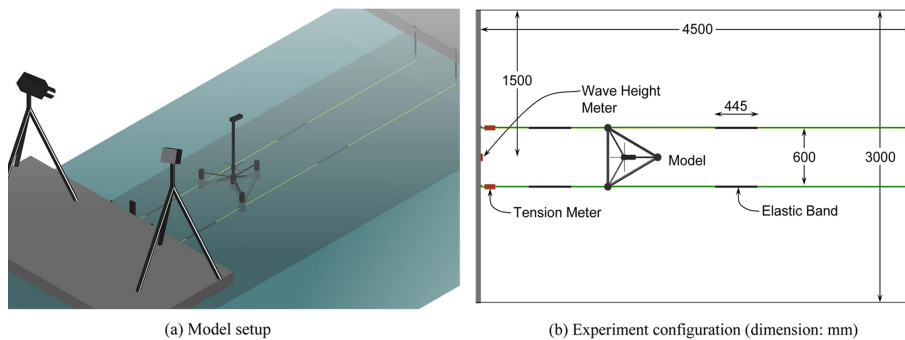 4500
1500
Wave Height
Meter
445
Model
600
3000
Tension Meter
Elastic Band
(a) Model setup
(b) Experiment configuration (dimension: mm)